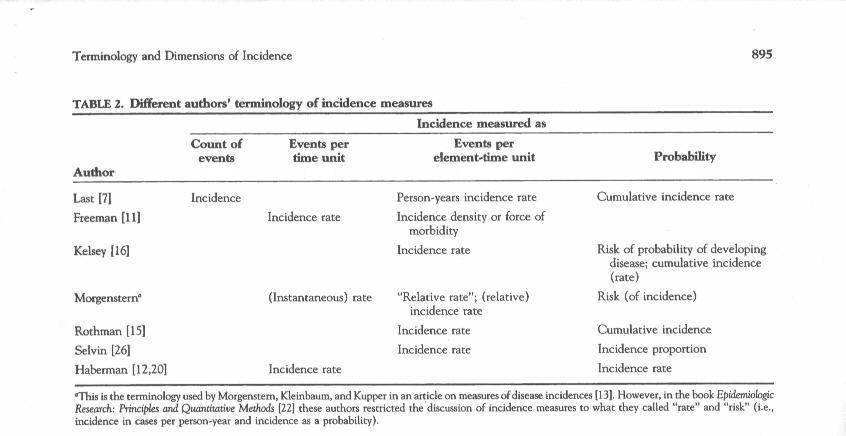 Terminology and Dimensions of Incidence 895
TABLE 2. Different authors' terminology of incidence measures
Incidence measured as
Count of Events per Events per
events time unit element-time unit Probability
Author
Last [7] Incidence Person-years incidence rate Cumulative incidence rate
Freeman [11] Incidence rate Incidence density or force of
morbidity
Kelsey [16] Incidence rate Risk of probability of developing
disease; cumulative incidence
(rate)
Morgensternᵃ (Instantaneous) rate "Relative rate"; (relative) Risk (of incidence)
incidence rate
Rothman [15] Incidence rate Cumulative incidence
Selvin [26] Incidence rate Incidence proportion
Haberman [12,20] Incidence rate Incidence rate
ᵃThis is the terminology used by Morgenstern, Kleinbaum, and Kupper in an article on measures of disease incidences [13]. However, in the book Epidemiologic
Research: Principles and Quantitative Methods [22] these authors restricted the discussion of incidence measures to what they called "rate" and "risk" (i.e.,
incidence in cases per person-year and incidence as a probability).